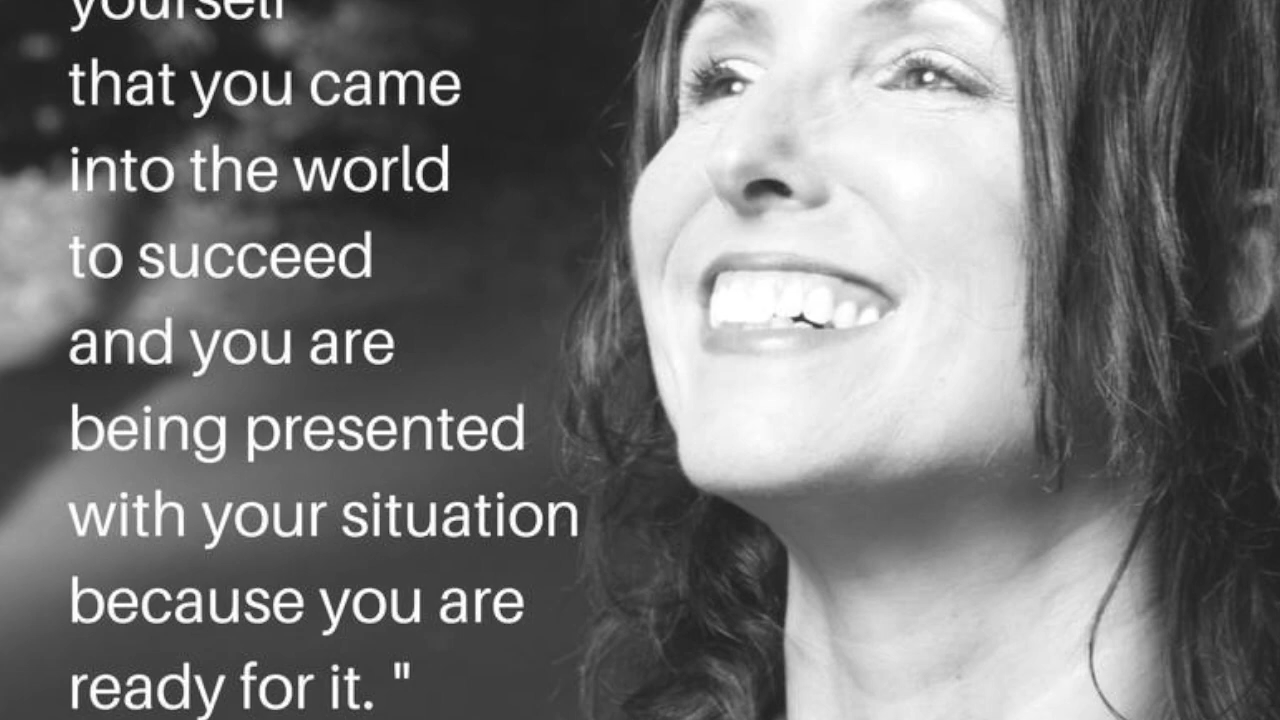 yourself
that you came
into the world
to succeed
and you are
being presented
with your situation
because you are
ready for it. "